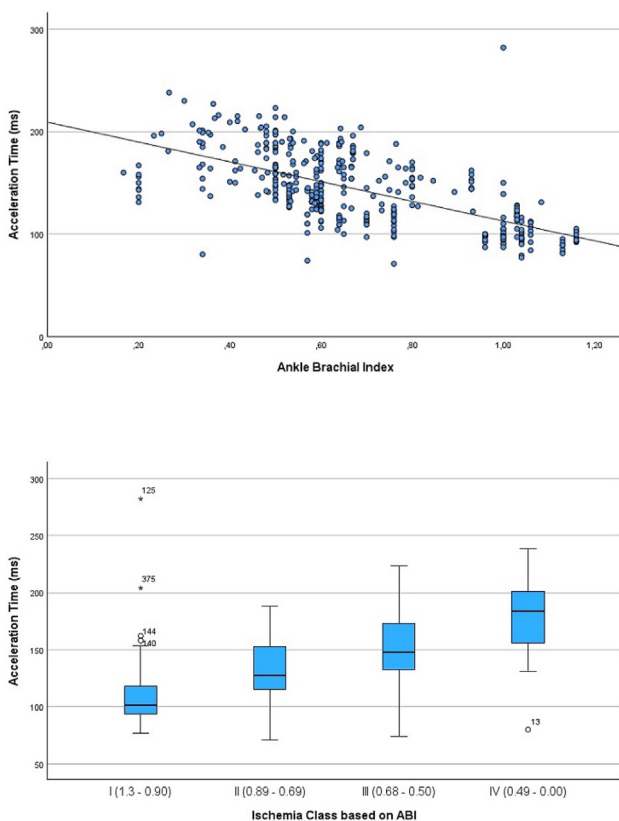 300
200
100
0
Acceleration Time (ms)
,00 ,20 ,40 ,60 ,80 1,00 1,20
Ankle Brachial Index
300
250
200
150
100
50
Acceleration Time (ms)
125
375
144
140
13
I (1.3 - 0.90) II (0.89 - 0.69) III (0.68 - 0.50) IV (0.49 - 0.00)
Ischemia Class based on ABI